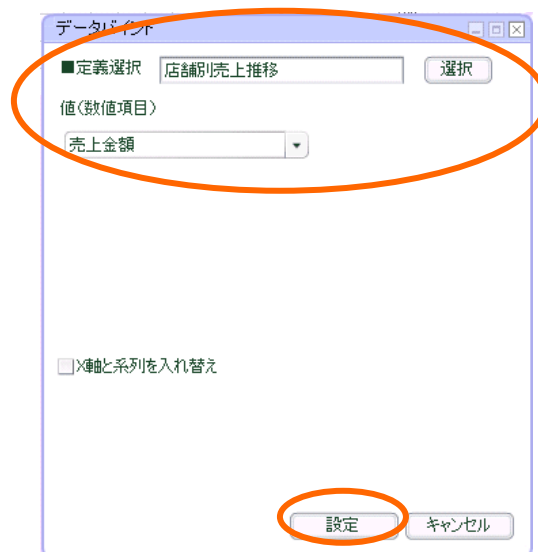 データバインド
■定義選択 店舗別売上推移 選択
値(数値項目)
売上金額
X軸と系列を入れ替え
設定 キャンセル